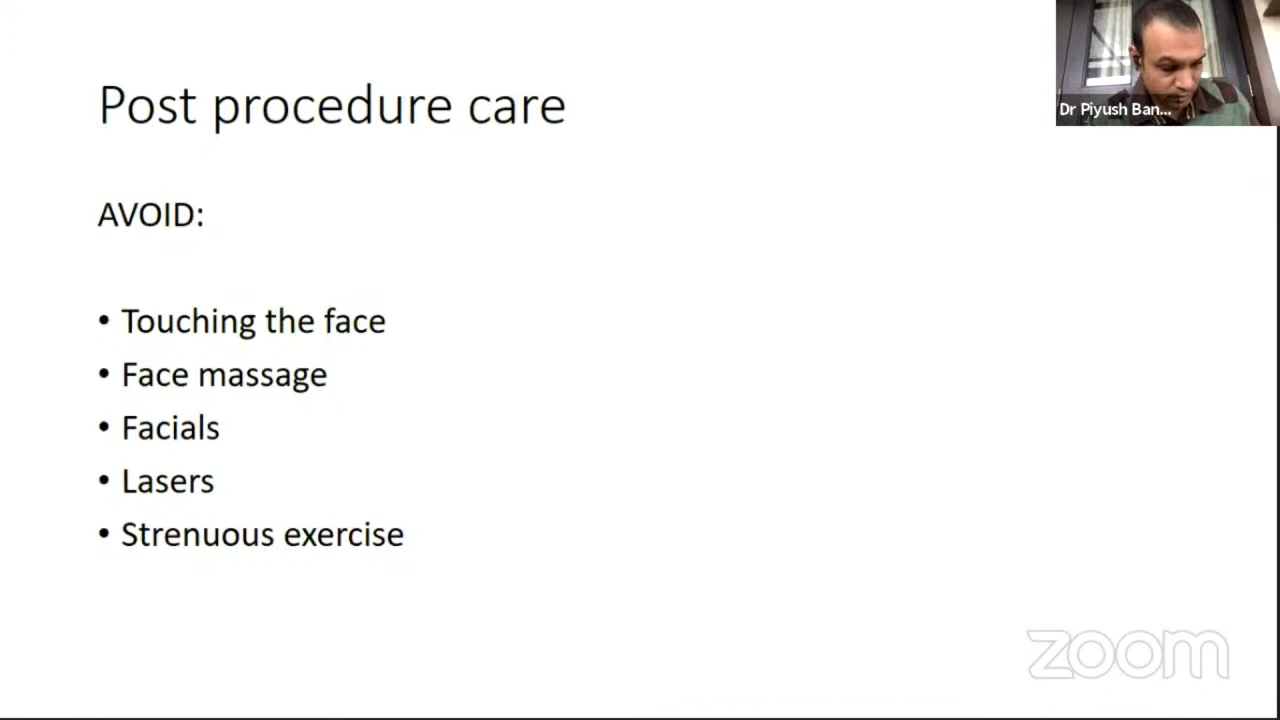 Post procedure care
Dr Piyush Ban...
AVOID:
• Touching the face
• Face massage
• Facials
• Lasers
• Strenuous exercise
zoom